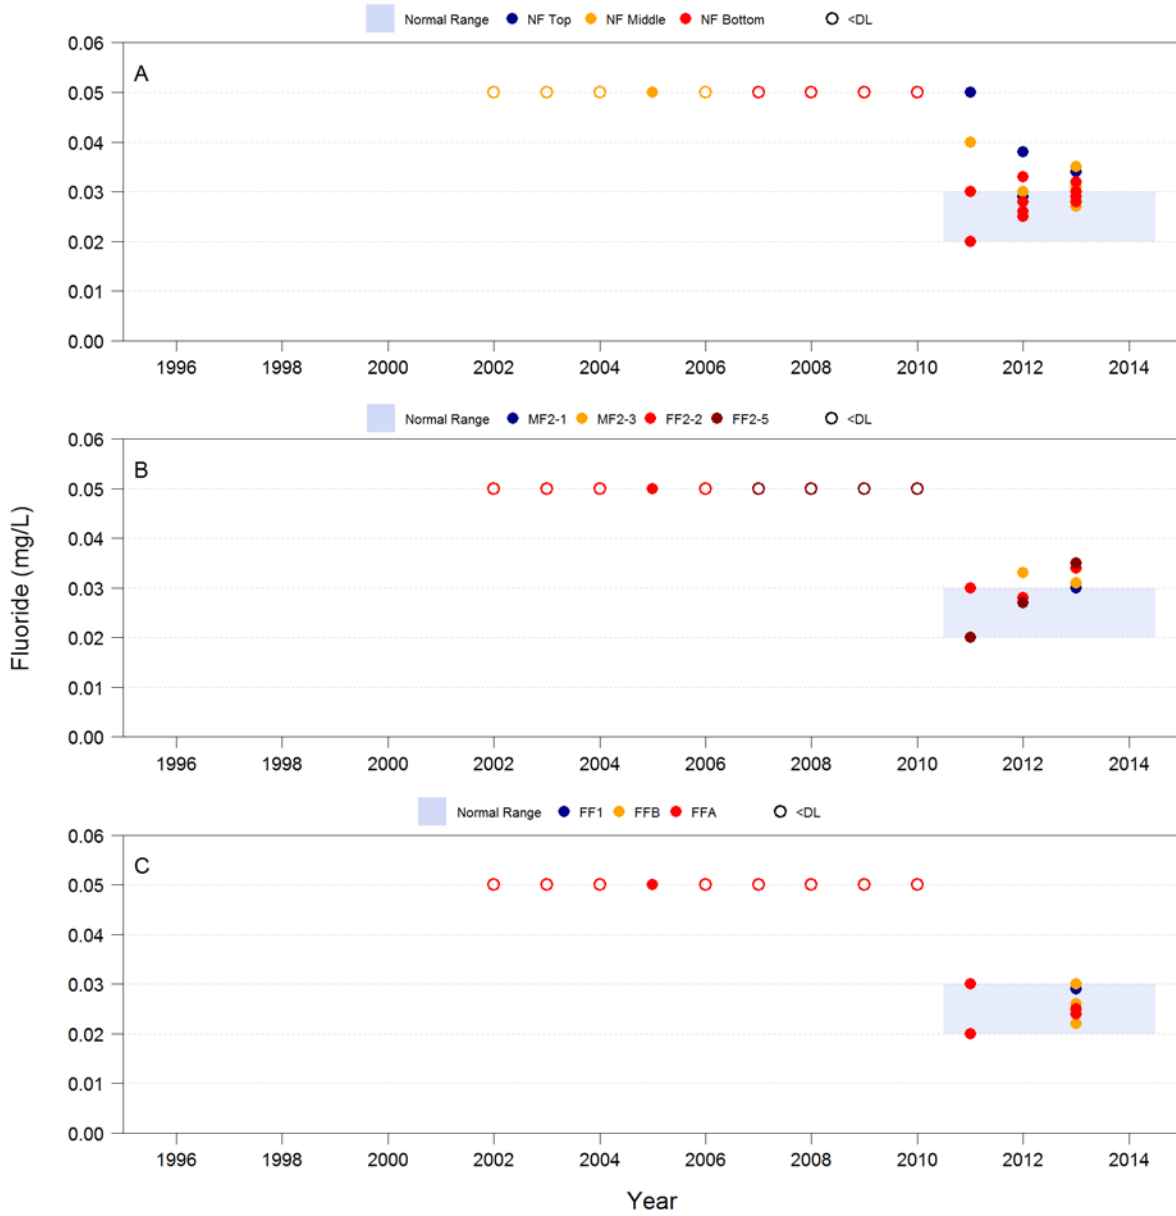 Normal Range NF Top NF Middle NF Bottom <DL
A
0.06
0.05
0.04
0.03
0.02
0.01
0.00
1996 1998 2000 2002 2004 2006 2008 2010 2012 2014
Normal Range MF2-1 MF2-3 FF2-2 FF2-5 <DL
B
0.06
0.05
0.04
0.03
0.02
0.01
0.00
Fluoride (mg/L)
1996 1998 2000 2002 2004 2006 2008 2010 2012 2014
Normal Range FF1 FFB FFA <DL
C
0.06
0.05
0.04
0.03
0.02
0.01
0.00
1996 1998 2000 2002 2004 2006 2008 2010 2012 2014
Year